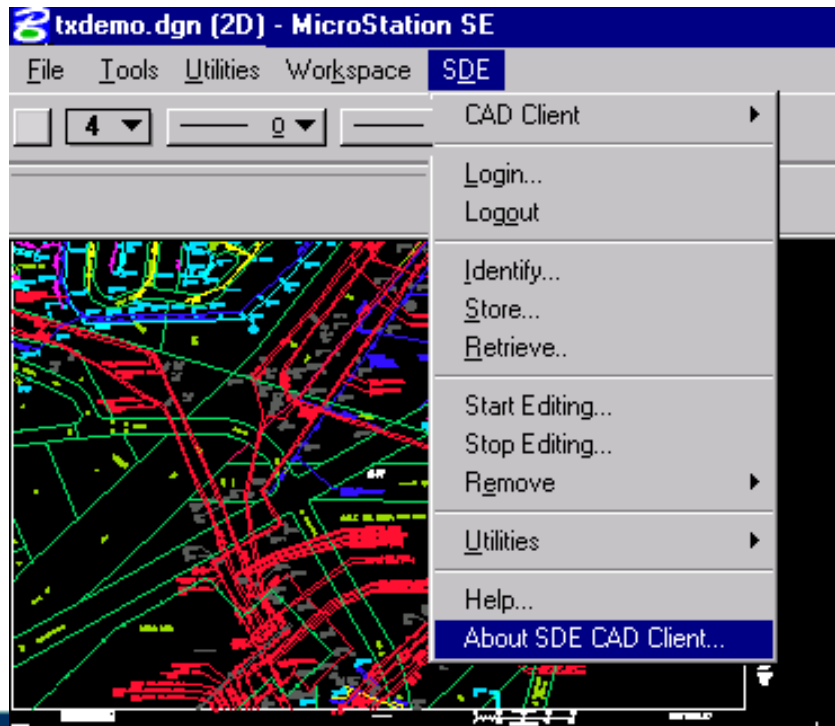 txdemo.dgn (2D) - MicroStation SE
File Tools Utilities Workspace SDE
4 0
CAD Client
Login...
Logout
Identify...
Store...
Retrieve..
Start Editing...
Stop Editing...
Remove
Utilities
Help...
About SDE CAD Client...